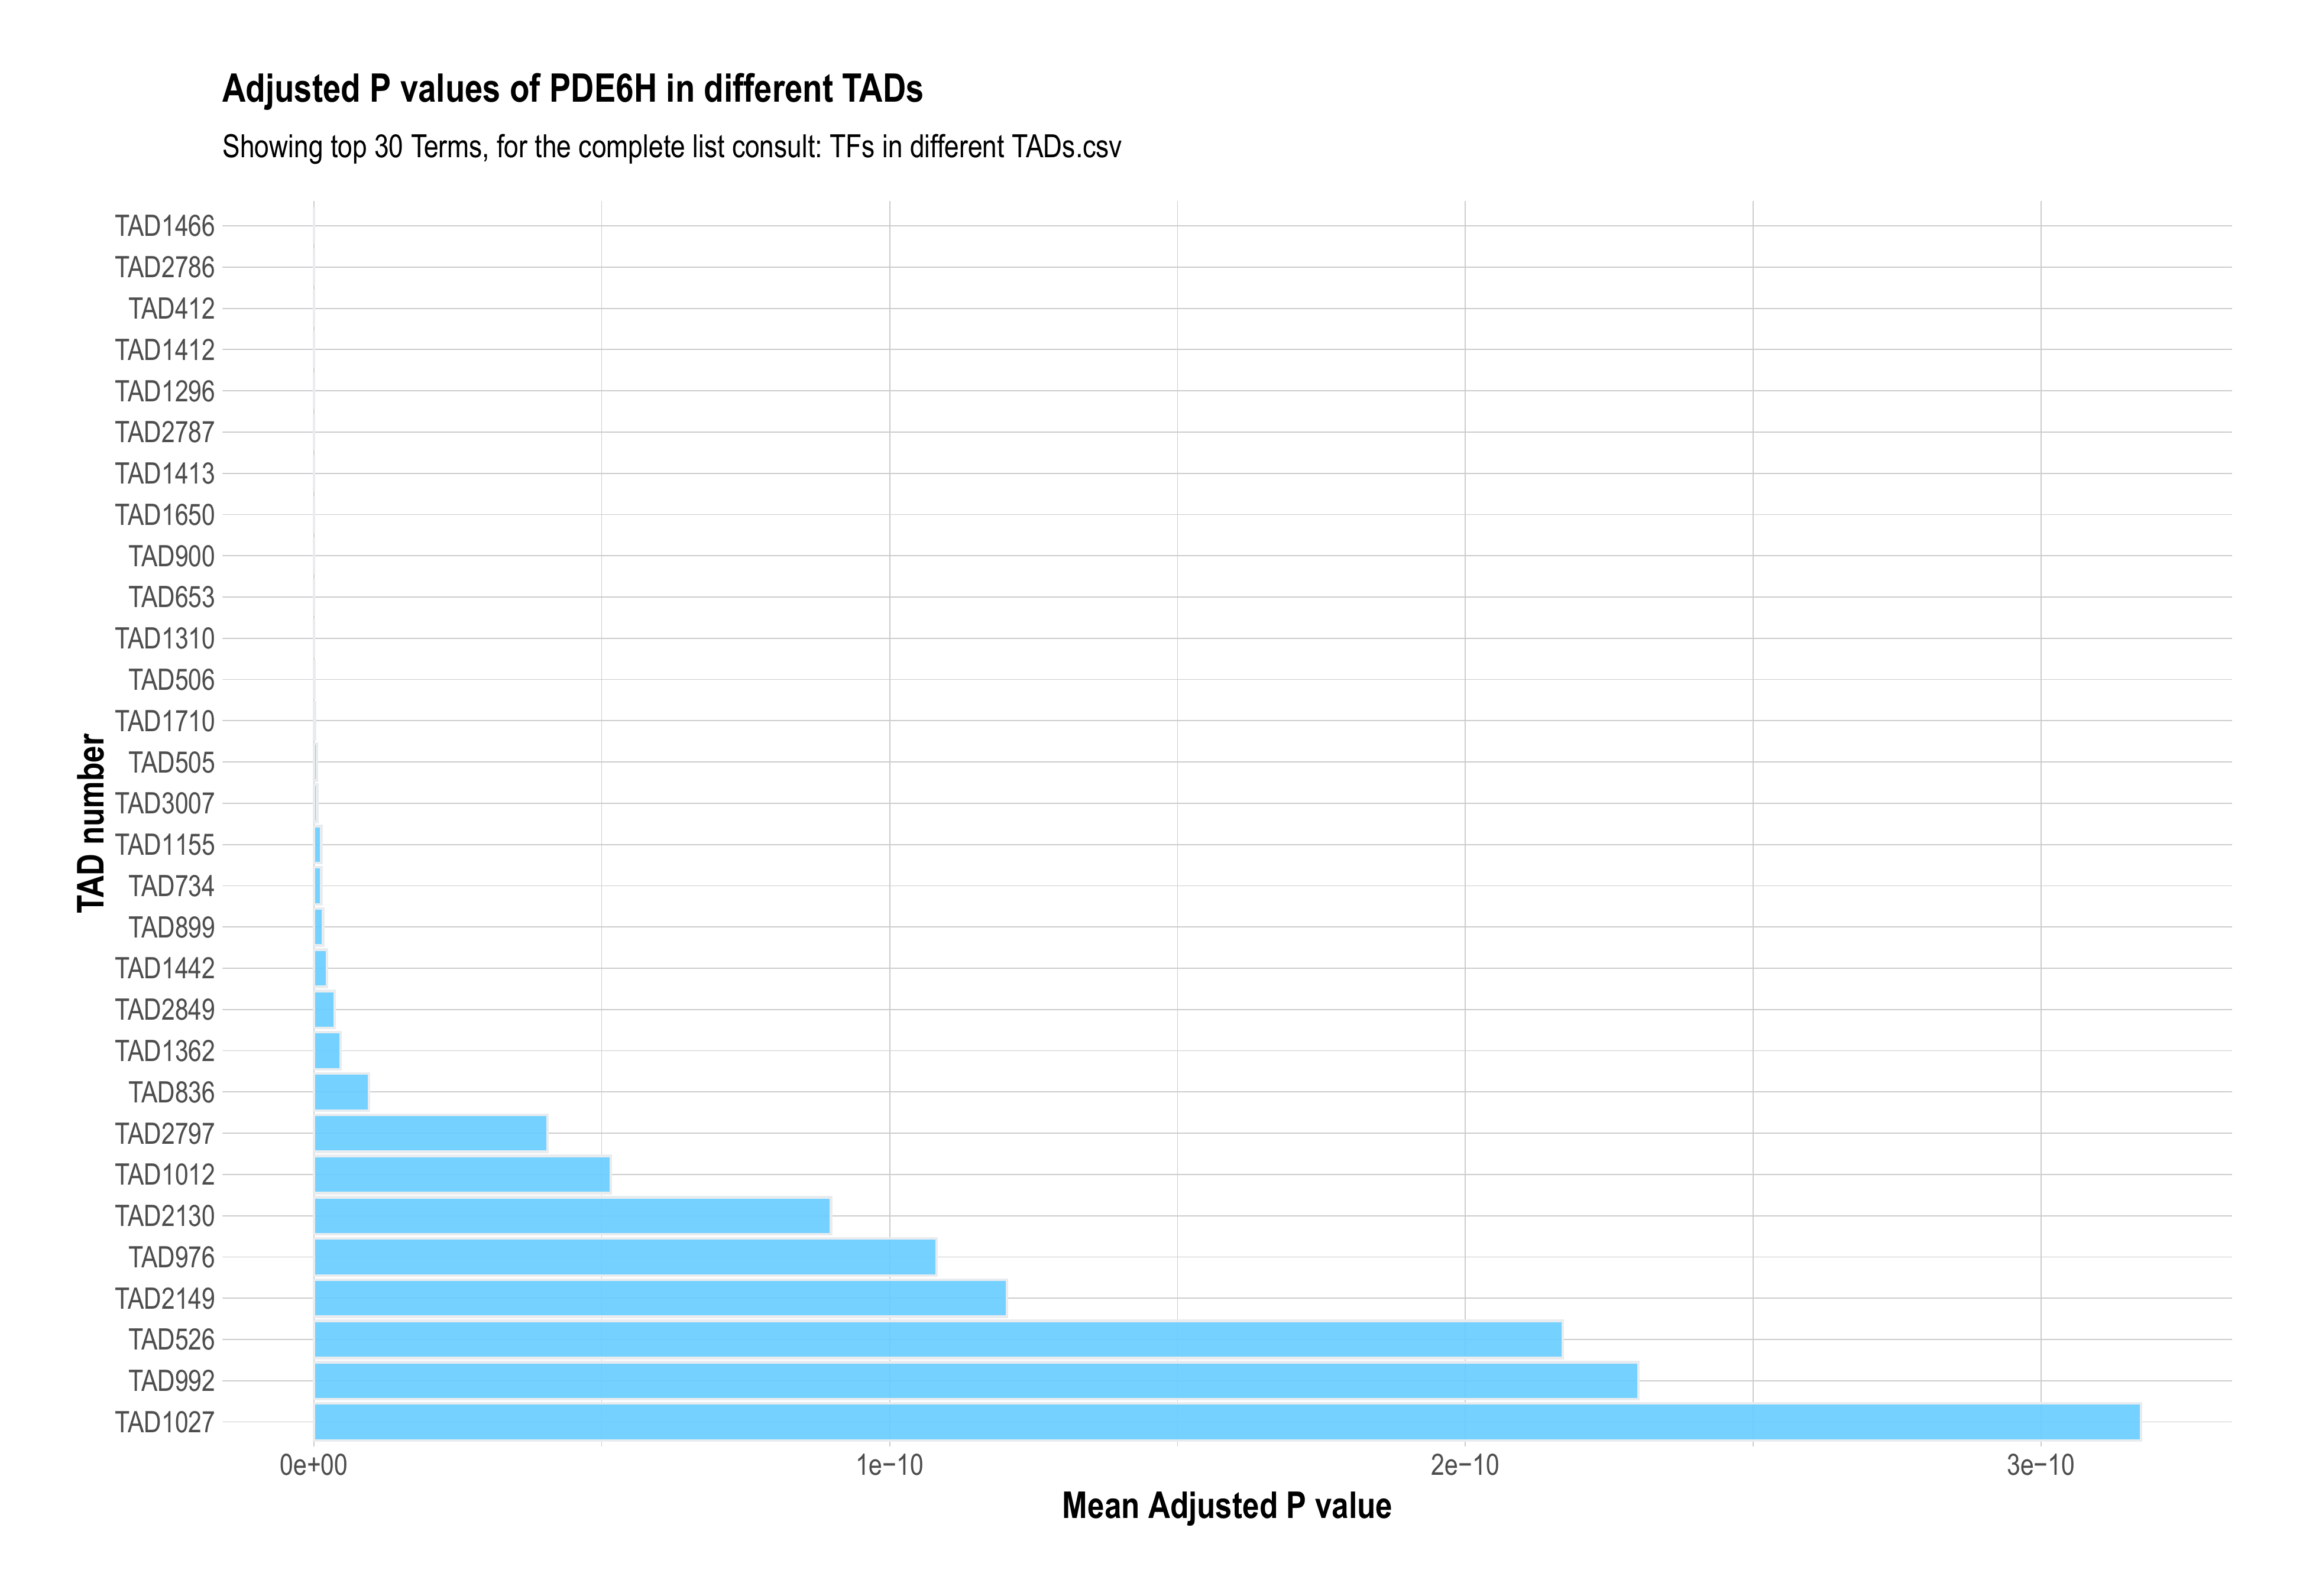 Adjusted P values of PDE6H in different TADs
Showing top 30 Terms, for the complete list consult: TFs in different TADs.csv
TAD number
TAD1466
TAD2786
TAD412
TAD1412
TAD1296
TAD2787
TAD1413
TAD1650
TAD900
TAD653
TAD1310
TAD506
TAD1710
TAD505
TAD3007
TAD1155
TAD734
TAD899
TAD1442
TAD2849
TAD1362
TAD836
TAD2797
TAD1012
TAD2130
TAD976
TAD2149
TAD526
TAD992
TAD1027
0e+00 1e−10 2e−10 3e−10
Mean Adjusted P value